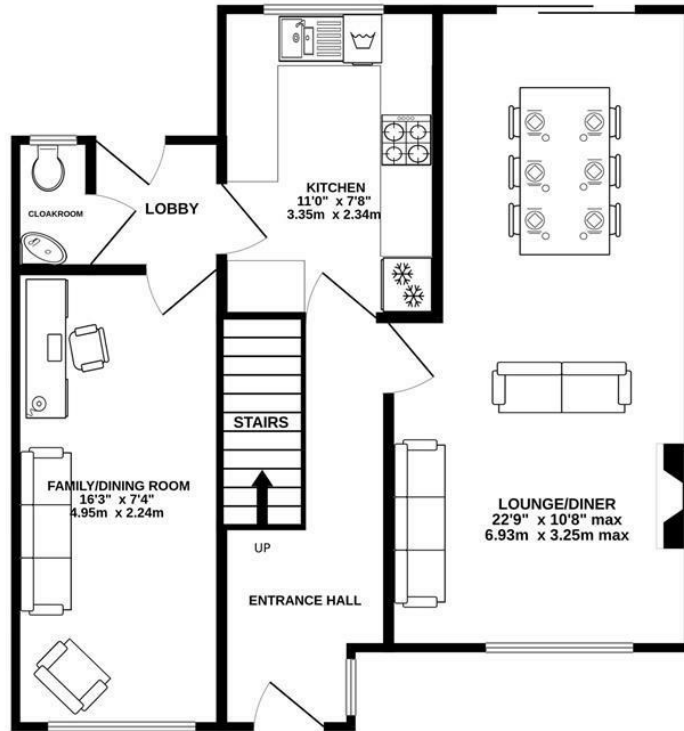 KITCHEN
11'0" x 7'8"
3.35m x 2.34m
CLOAKROOM
LOBBY
STAIRS
UP
FAMILY/DINING ROOM
16'3" x 7'4"
4.95m x 2.24m
LOUNGE/DINER
22'9" x 10'8" max
6.93m x 3.25m max
ENTRANCE HALL